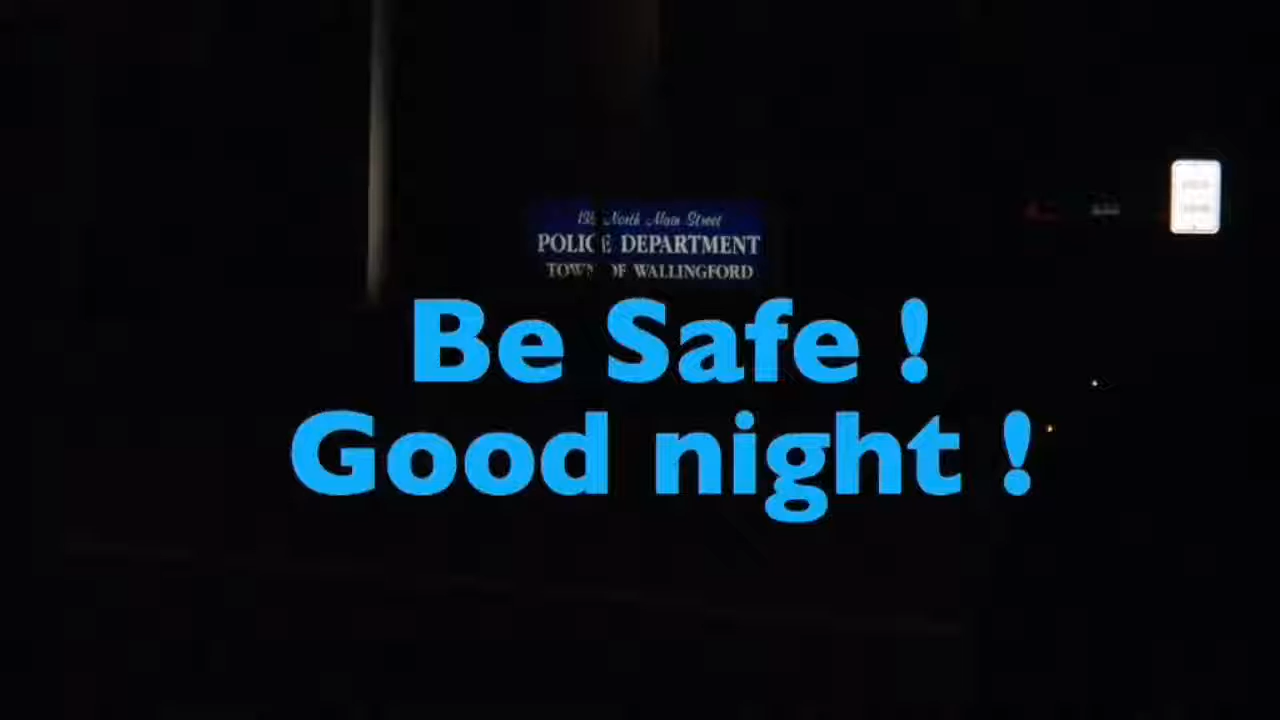 North Main Street
POLICE DEPARTMENT
TOWN OF WALLINGFORD
Be Safe !
Good night !